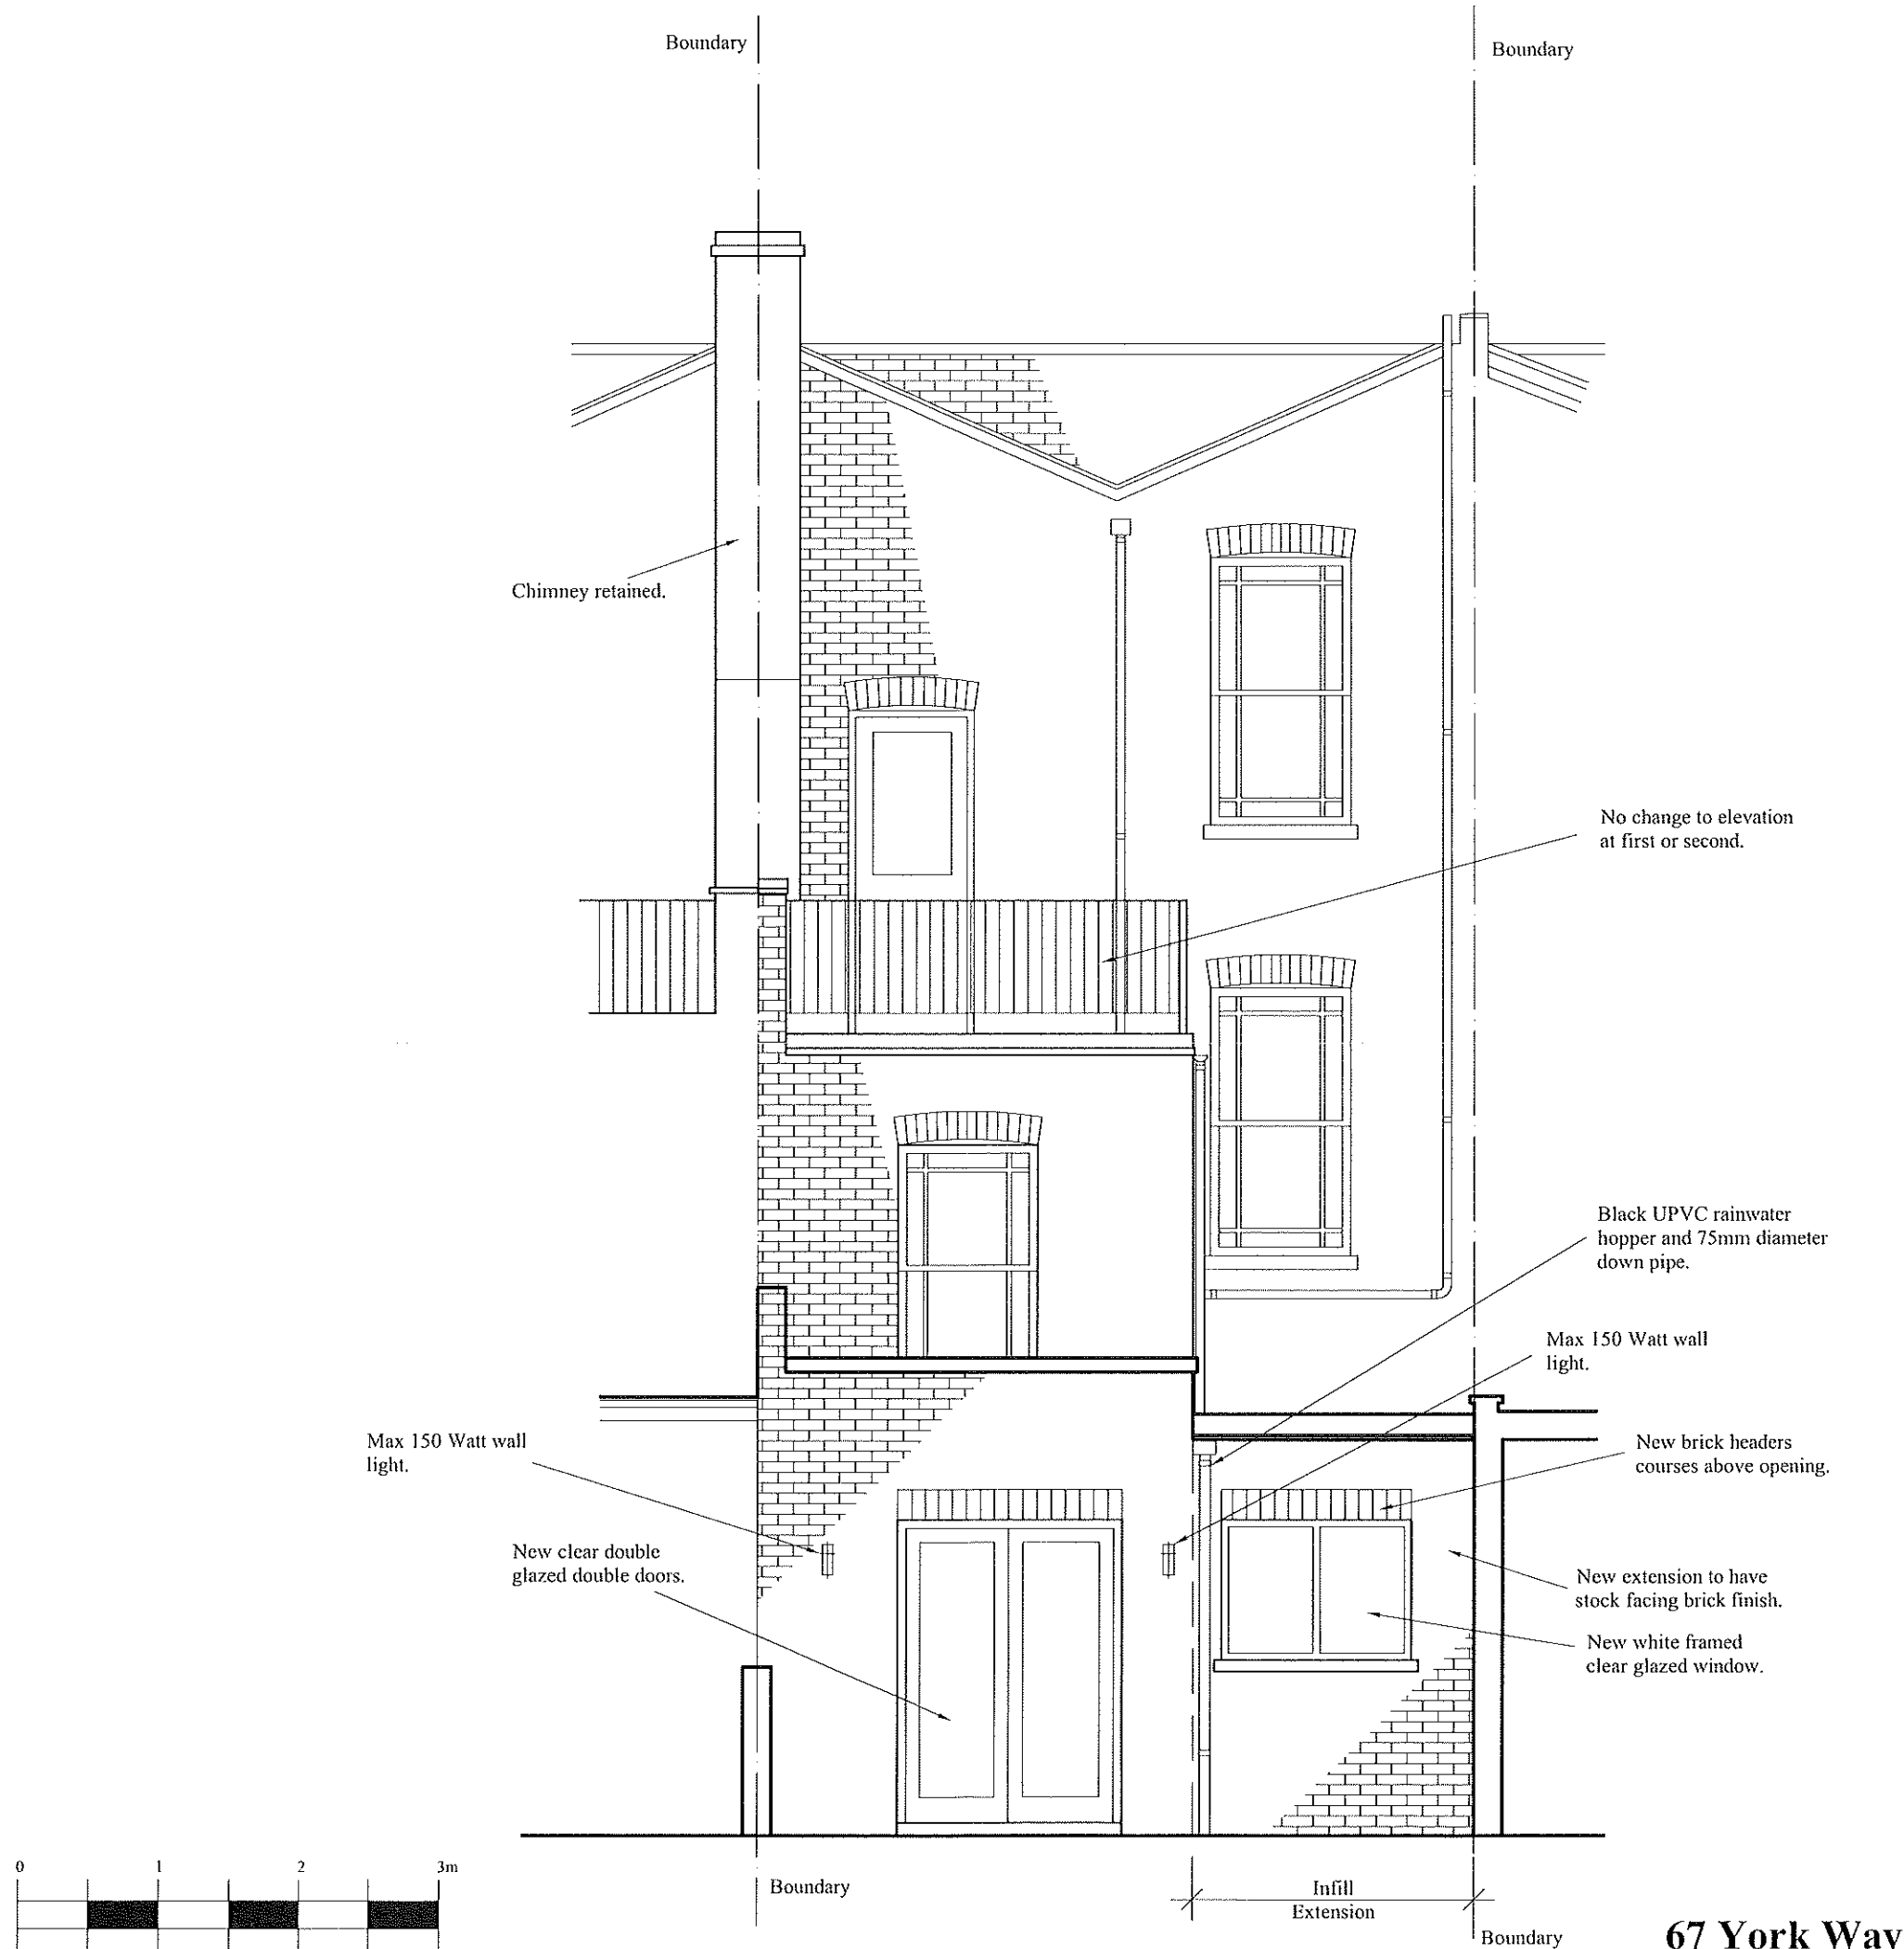 Boundary
Boundary
Chimney retained.
No change to elevation
at first or second.
Black UPVC rainwater
hopper and 75mm diameter
down pipe.
Max 150 Watt wall
light.
Max 150 Watt wall
light.
New brick headers
courses above opening.
New clear double
glazed double doors.
New extension to have
stock facing brick finish.
New white framed
clear glazed window.
0 1 2 3m
Boundary
Infill
Extension
Boundary
67 York Way